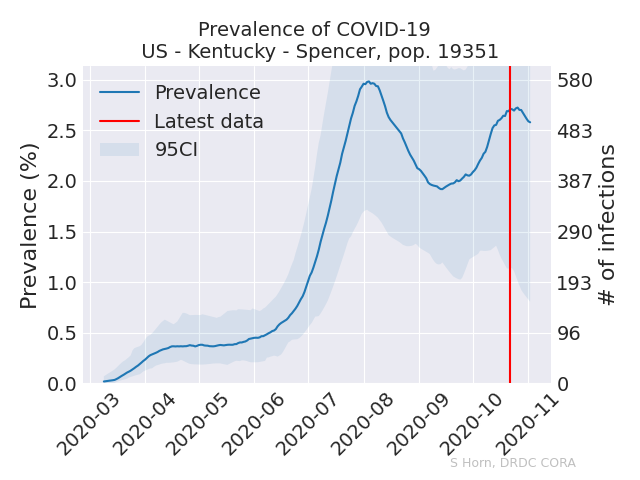 Prevalence of COVID-19
US - Kentucky - Spencer, pop. 19351
Prevalence
Latest data
95CI
Prevalence (%)
3.0
2.5
2.0
1.5
1.0
0.5
0.0
580
483
387
290
193
96
0
# of infections
2020-03
2020-04
2020-05
2020-06
2020-07
2020-08
2020-09
2020-10
2020-11
S Horn, DRDC CORA